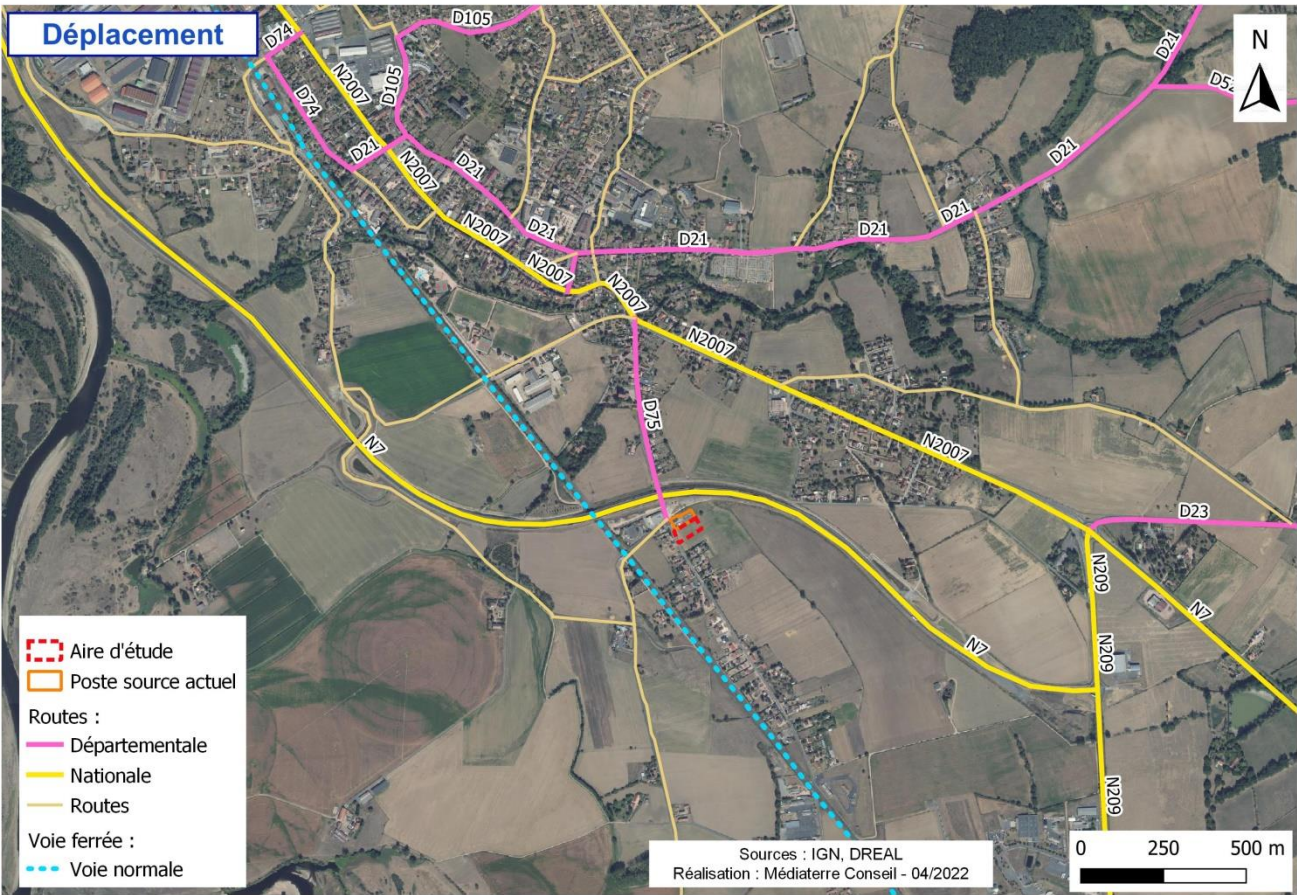 Déplacement
D74
D105
D21
N
N2007
D105
D52
D74
D21
D21
D21
N2007
D21
D21
D21
N2007
N2007
N2007
N2007
D75
N7
N2007
D23
N209
N7
N7
N209
N209
Aire d'étude
Poste source actuel
Routes :
Départementale
Nationale
Routes
Voie ferrée :
Voie normale
Sources : IGN, DREAL
Réalisation : Médiaterre Conseil - 04/2022
0 250 500 m